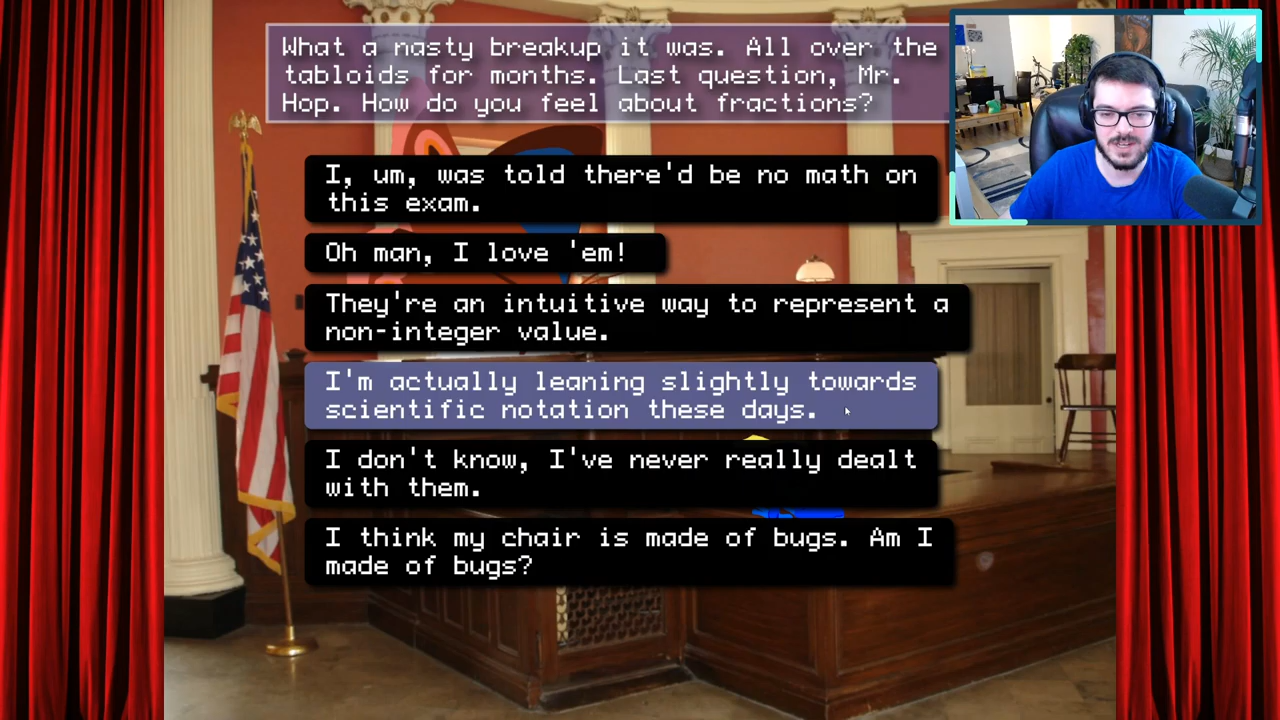 What a nasty breakup it was. All over the
tabloids for months. Last question, Mr.
Hop. How do you feel about fractions?
I, um, was told there'd be no math on
this exam.
Oh man, I love 'em!
They're an intuitive way to represent a
non-integer value.
I'm actually leaning slightly towards
scientific notation these days.
I don't know, I've never really dealt
with them.
I think my chair is made of bugs. Am I
made of bugs?